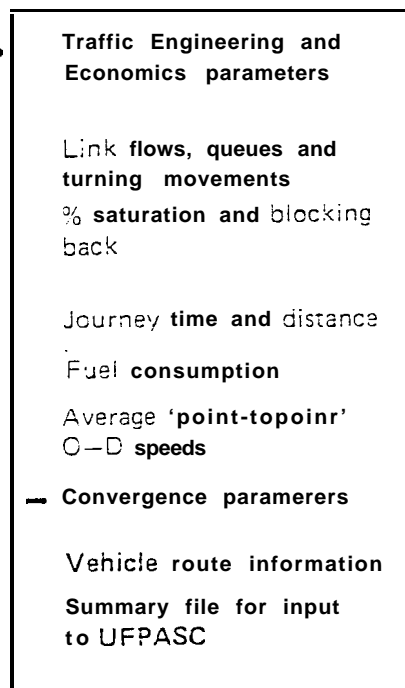 Traffic Engineering and
Economics parameters
Link flows, queues and
turning movements
% saturation and blocking
back
Journey time and distance
Fuel consumption
Average ‘point-topoinr’
O–D speeds
– Convergence paramerers
Vehicle route information
Summary file for input
to UFPASC